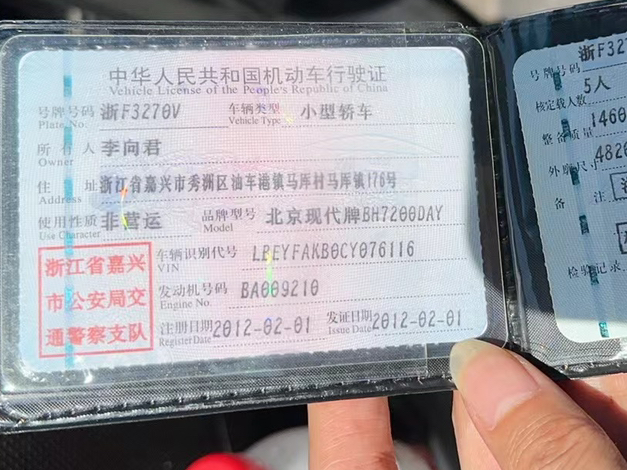 中华人民共和国机动车行驶证
Vehicle License of the People's Republic of China
号牌号码 浙F3270V 车辆类型 小型轿车
Plate No. Vehicle Type
所有人 李向君
Owner
住址 浙江省嘉兴市秀洲区油车港镇马厍村马厍镇176号
Address
使用性质 非营运 品牌型号 北京现代牌BH7200DAY
Use Character Model
浙江省嘉兴
市公安局交
通警察支队
车辆识别代号 LBEYFAKB0CY076116
VIN
发动机号码 BA009210
Engine No.
注册日期 2012-02-01 发证日期 2012-02-01
Register Date Issue Date
号牌号码 浙F327
核定载人数 5人
整备质量 1460
外廓尺寸 482
备注
检验记录